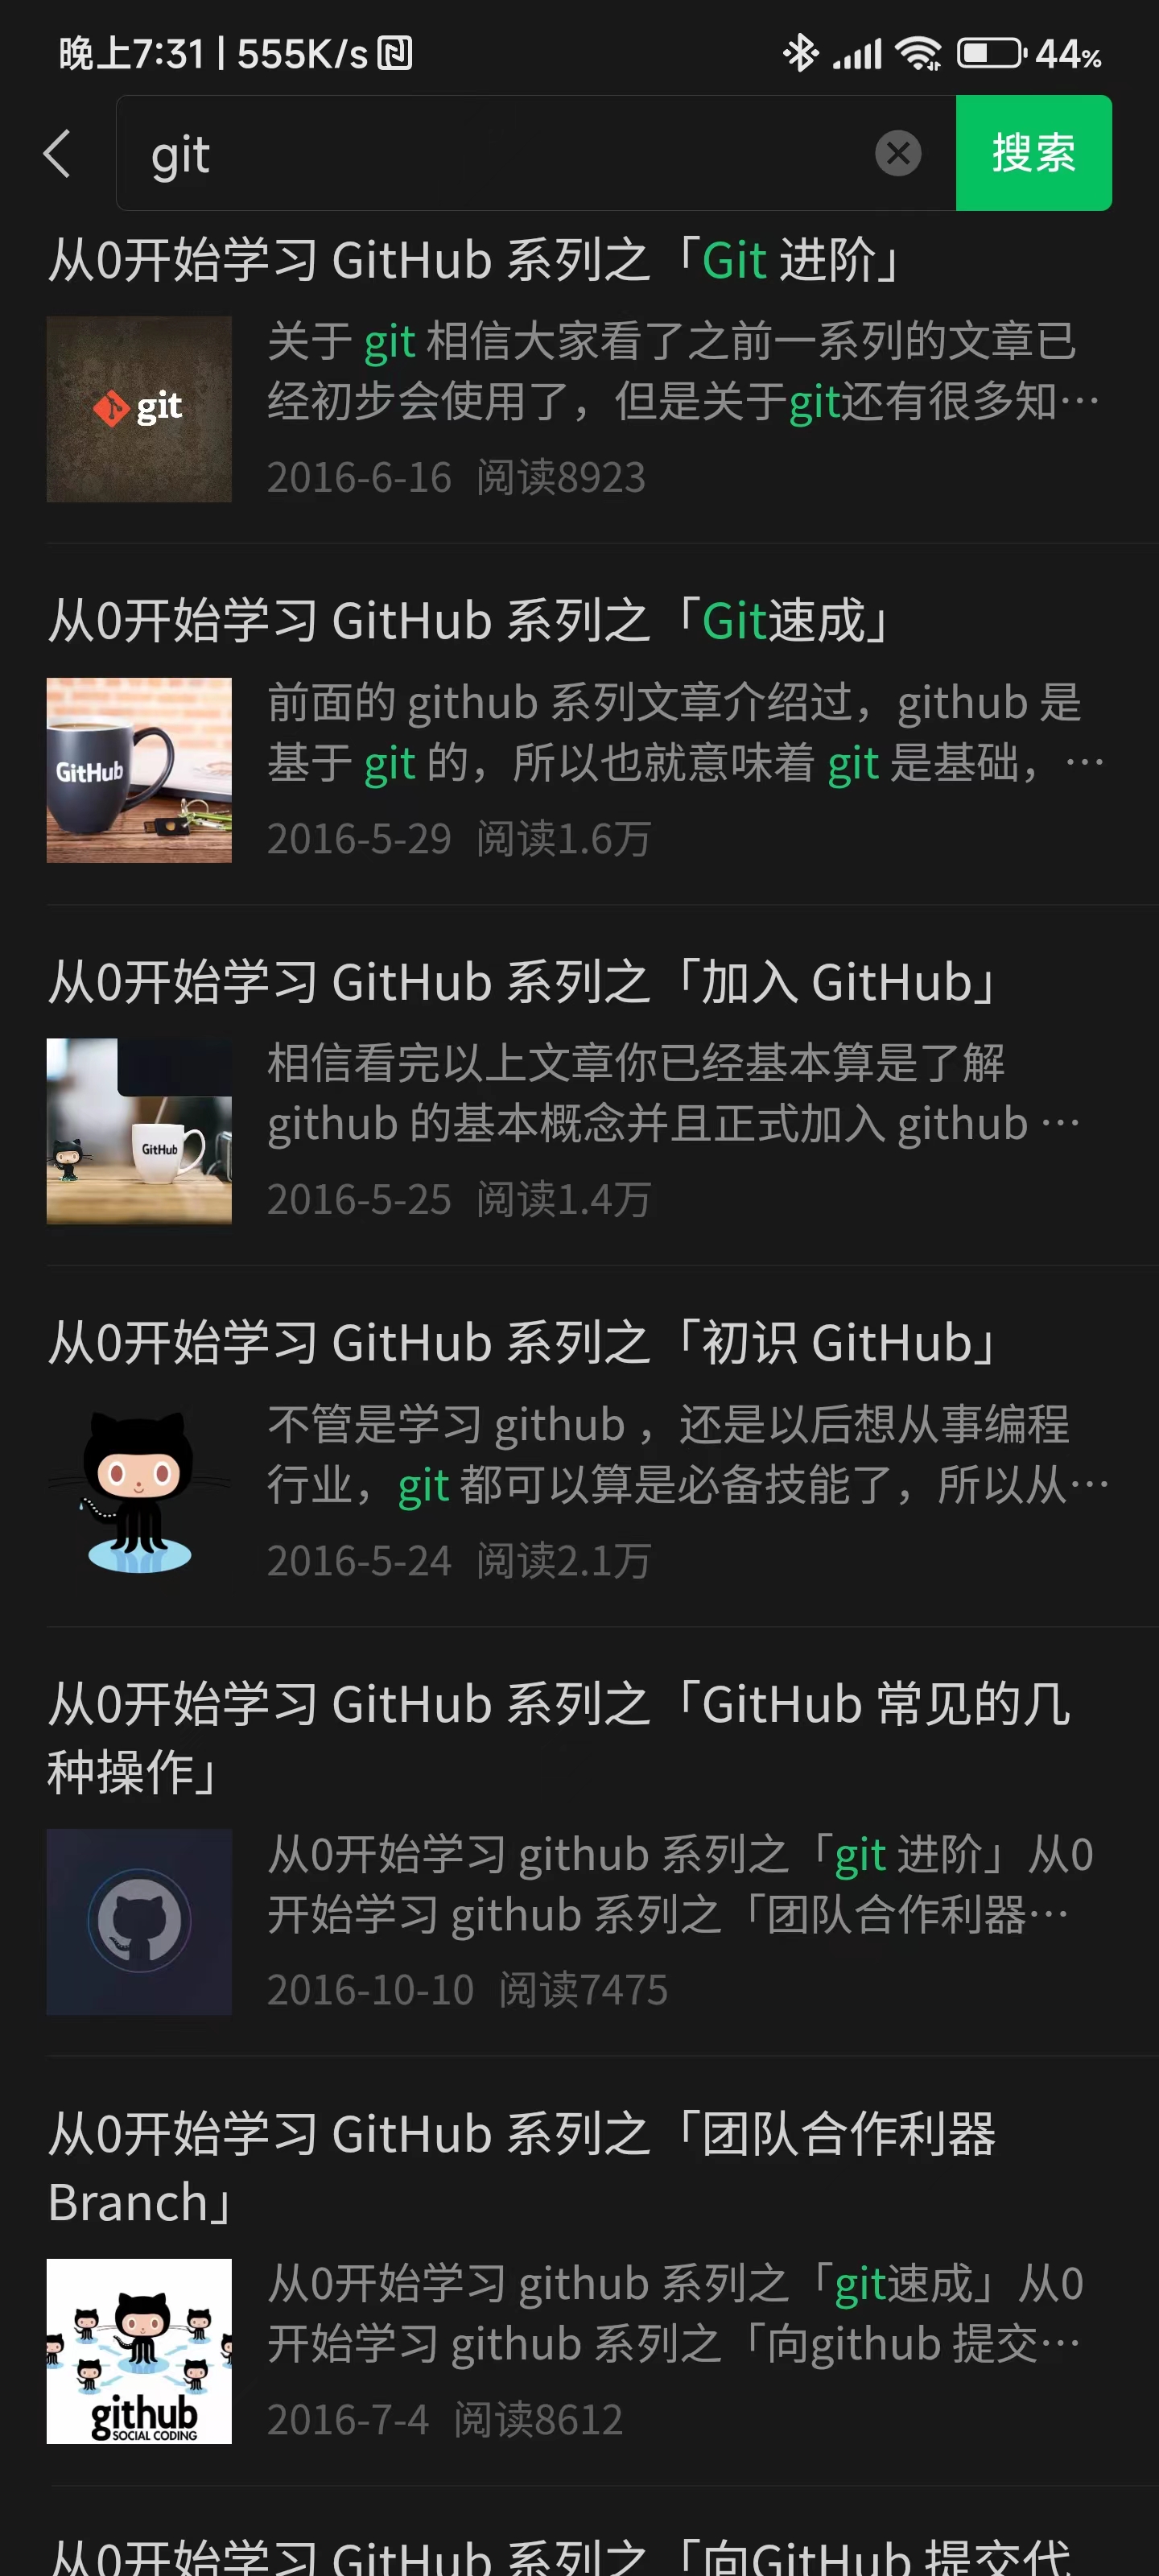 晚上7:31 | 555K/s
44%
git
搜索
从0开始学习 GitHub 系列之「Git 进阶」
git
关于 git 相信大家看了之前一系列的文章已
经初步会使用了，但是关于git还有很多知…
2016-6-16 阅读8923
从0开始学习 GitHub 系列之「Git速成」
GitHub
前面的 github 系列文章介绍过，github 是
基于 git 的，所以也就意味着 git 是基础，…
2016-5-29 阅读1.6万
从0开始学习 GitHub 系列之「加入 GitHub」
GitHub
相信看完以上文章你已经基本算是了解
github 的基本概念并且正式加入 github …
2016-5-25 阅读1.4万
从0开始学习 GitHub 系列之「初识 GitHub」
不管是学习 github ，还是以后想从事编程
行业，git 都可以算是必备技能了，所以从…
2016-5-24 阅读2.1万
从0开始学习 GitHub 系列之「GitHub 常见的几
种操作」
从0开始学习 github 系列之「git 进阶」从0
开始学习 github 系列之「团队合作利器…
2016-10-10 阅读7475
从0开始学习 GitHub 系列之「团队合作利器
Branch」
github
SOCIAL CODING
从0开始学习 github 系列之「git速成」从0
开始学习 github 系列之「向github 提交…
2016-7-4 阅读8612
从0开始学习 GitHub 系列之「向GitHub 提交代